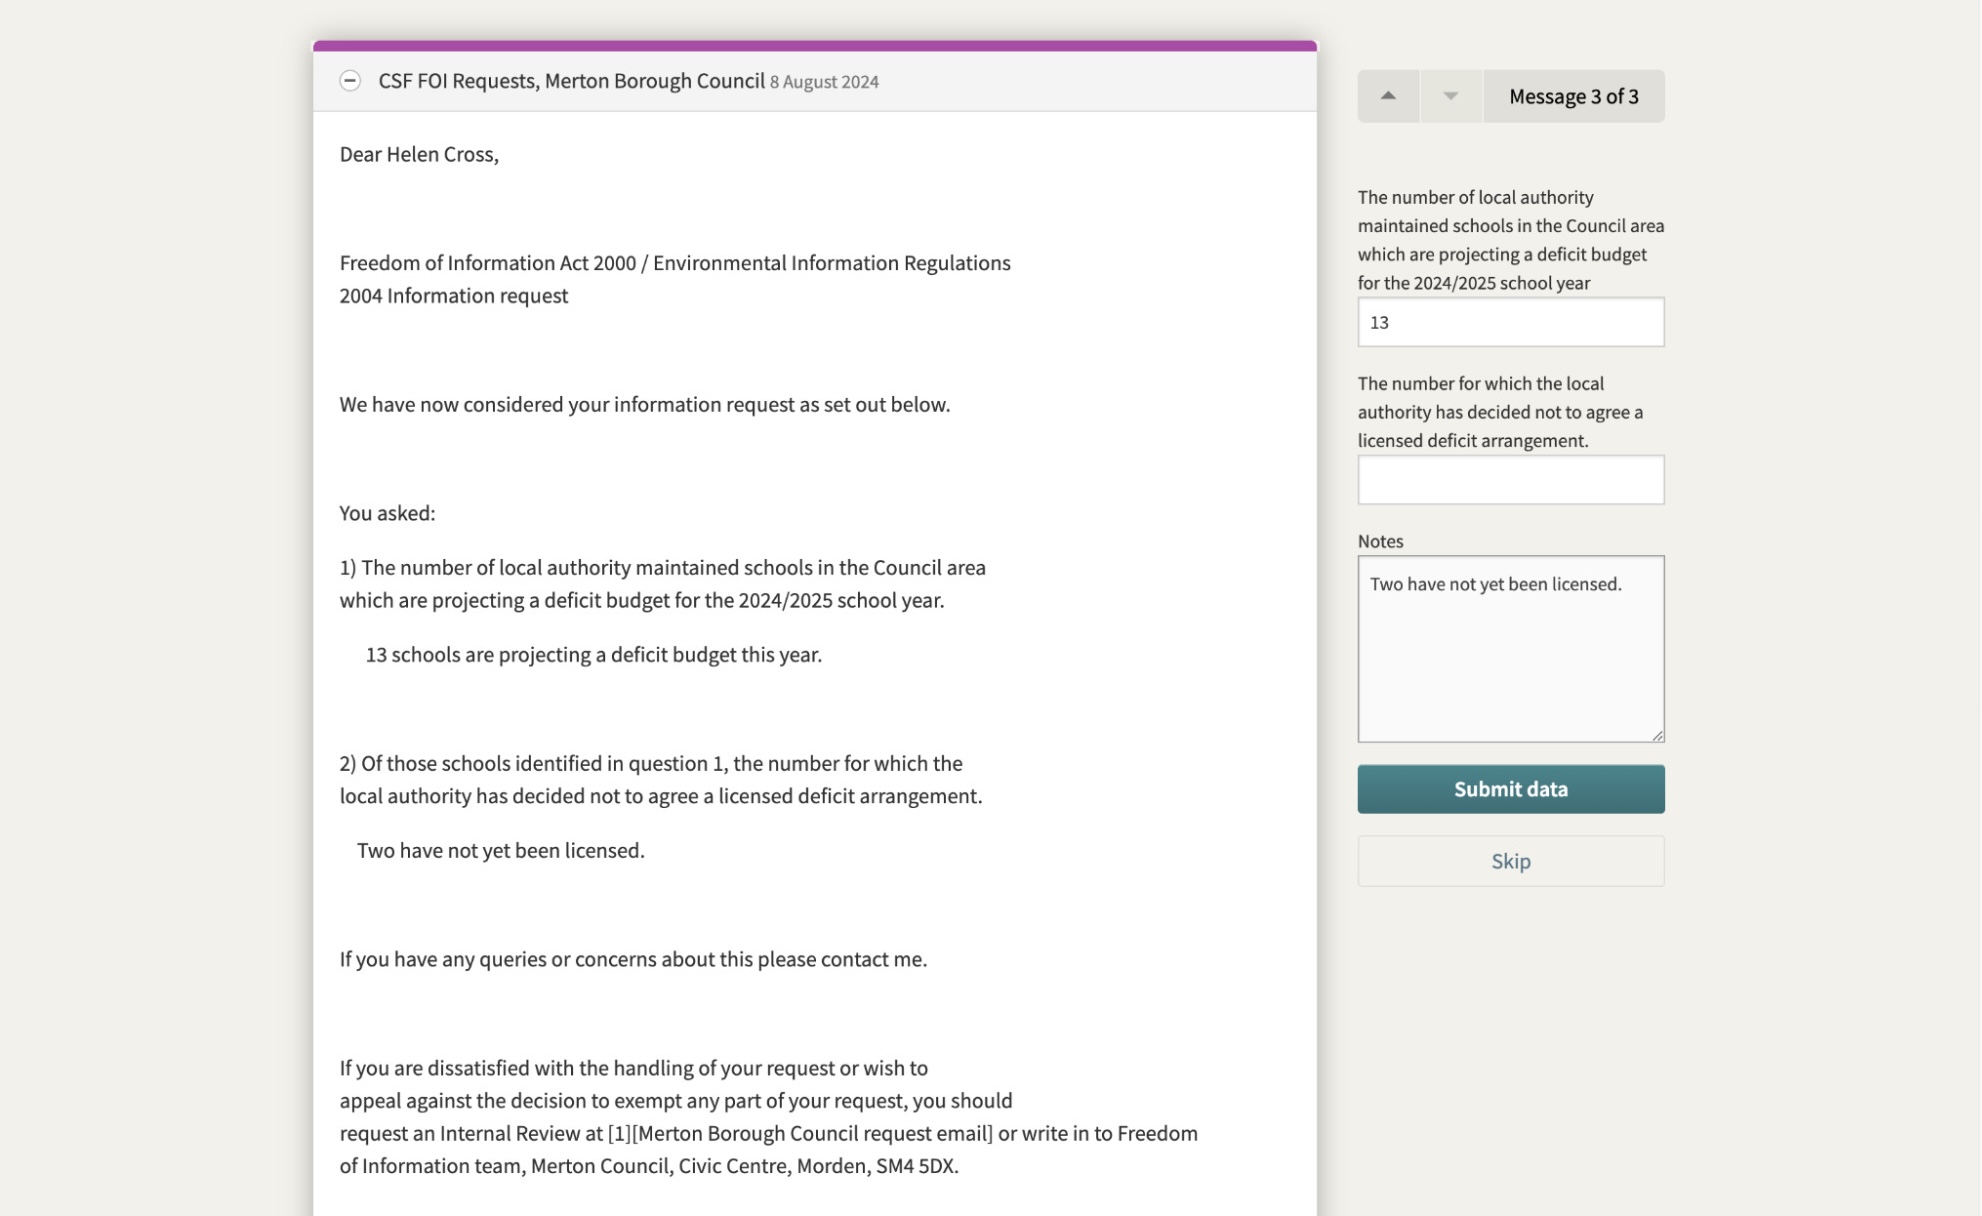 CSF FOI Requests, Merton Borough Council 8 August 2024
Dear Helen Cross,
Freedom of Information Act 2000 / Environmental Information Regulations
2004 Information request
We have now considered your information request as set out below.
You asked:
1) The number of local authority maintained schools in the Council area
which are projecting a deficit budget for the 2024/2025 school year.
13 schools are projecting a deficit budget this year.
2) Of those schools identified in question 1, the number for which the
local authority has decided not to agree a licensed deficit arrangement.
Two have not yet been licensed.
If you have any queries or concerns about this please contact me.
If you are dissatisfied with the handling of your request or wish to
appeal against the decision to exempt any part of your request, you should
request an Internal Review at [1][Merton Borough Council request email] or write in to Freedom
of Information team, Merton Council, Civic Centre, Morden, SM4 5DX.
Message 3 of 3
The number of local authority
maintained schools in the Council area
which are projecting a deficit budget
for the 2024/2025 school year
13
The number for which the local
authority has decided not to agree a
licensed deficit arrangement.
Notes
Two have not yet been licensed.
Submit data
Skip